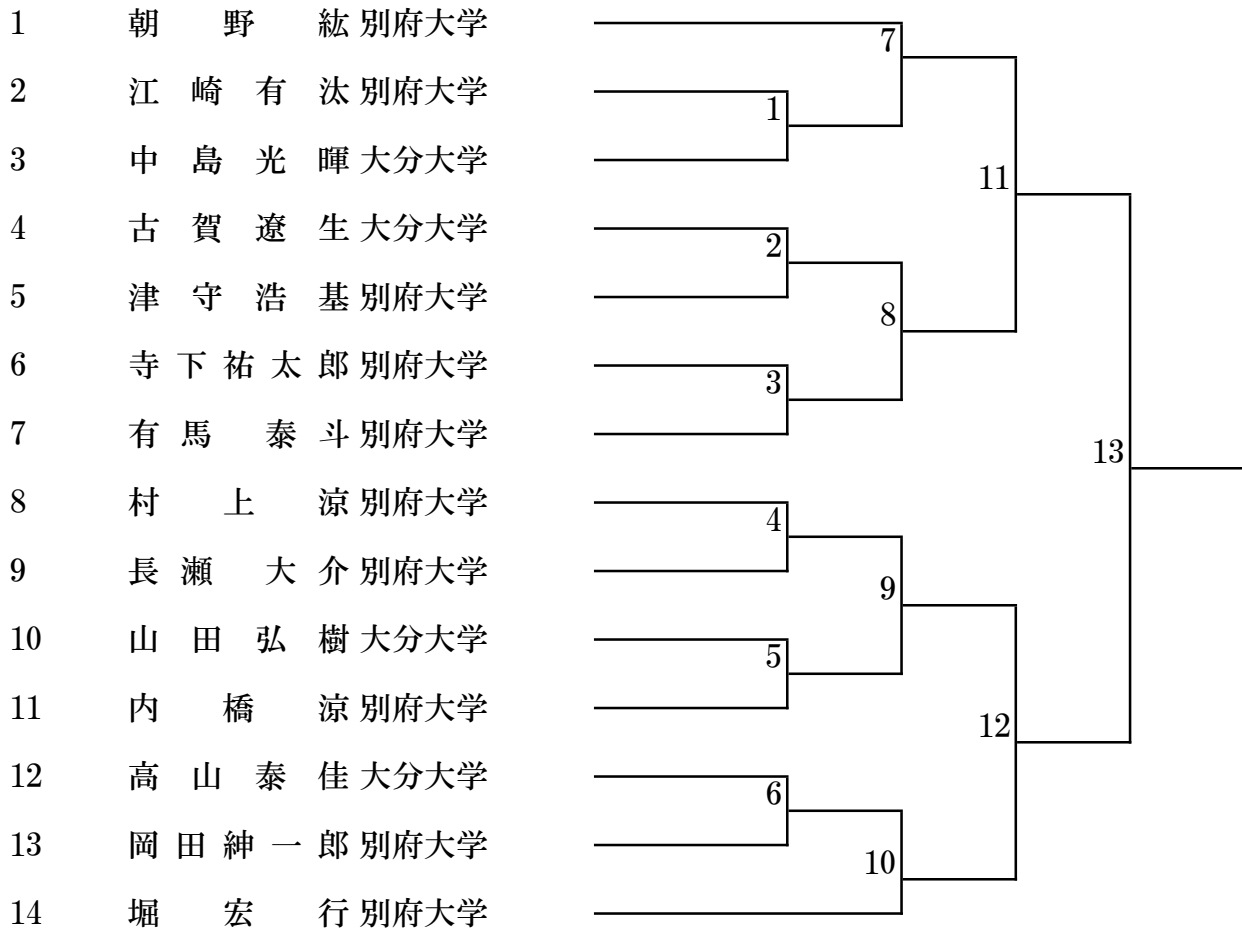 1 朝野 紘 別府大学
2 江崎有汰 別府大学
3 中島光暉 大分大学
4 古賀遼生 大分大学
5 津守浩基 別府大学
6 寺下祐太郎 別府大学
7 有馬 泰斗 別府大学
8 村上 涼 別府大学
9 長瀬 大介 別府大学
10 山田弘樹 大分大学
11 内橋 涼 別府大学
12 高山泰佳 大分大学
13 岡田紳一郎 別府大学
14 堀 宏行 別府大学
7
1
11
2
8
3
13
4
9
5
12
6
10